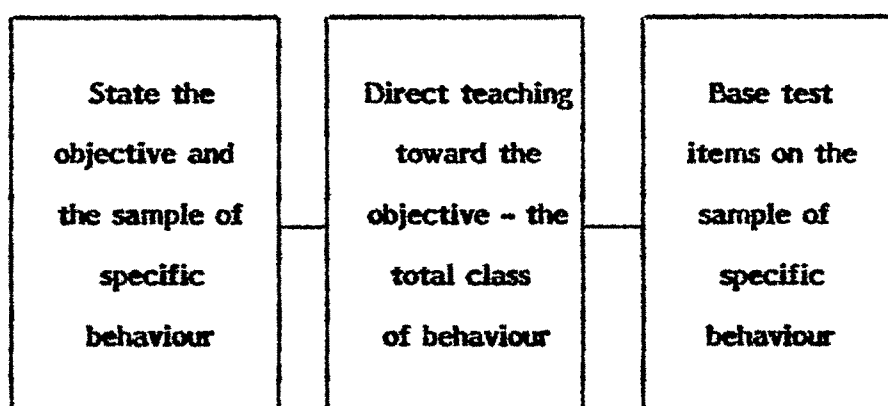 State the
objective and
the sample of
specific
behaviour
Direct teaching
toward the
objective - the
total class
of behaviour
Base test
items on the
sample of
specific
behaviour